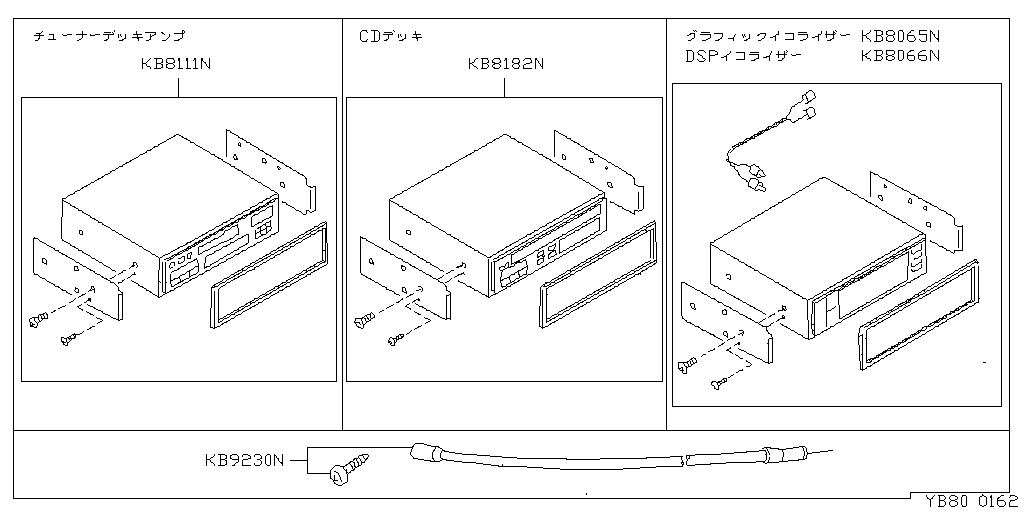 チューナーデッキアンプ
KB8111N
CDデッキ
KB8182N
グラフィックイコライザー KB8065N
DSPイコライザー KB8066N
KB9230N
YB80 0162